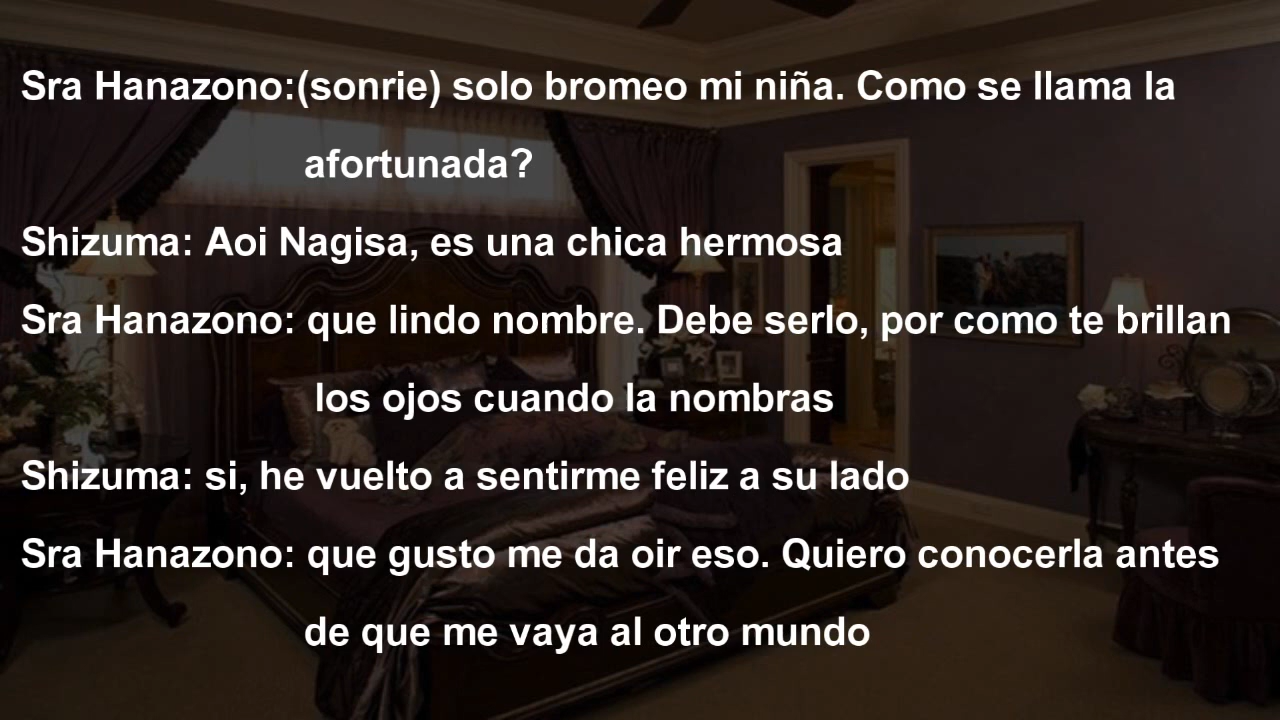 Sra Hanazono:(sonrie) solo bromeo mi niña. Como se llama la
afortunada?
Shizuma: Aoi Nagisa, es una chica hermosa
Sra Hanazono: que lindo nombre. Debe serlo, por como te brillan
los ojos cuando la nombras
Shizuma: si, he vuelto a sentirme feliz a su lado
Sra Hanazono: que gusto me da oir eso. Quiero conocerla antes
de que me vaya al otro mundo